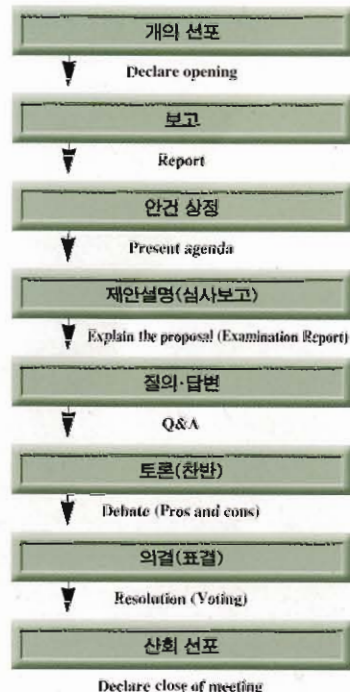 개의 선포
Declare opening
보고
Report
안건 상정
Present agenda
제안설명(심사보고)
Explain the proposal (Examination Report)
질의·답변
Q&A
토론(찬반)
Debate (Pros and cons)
의결(표결)
Resolution (Voting)
산회 선포
Declare close of meeting